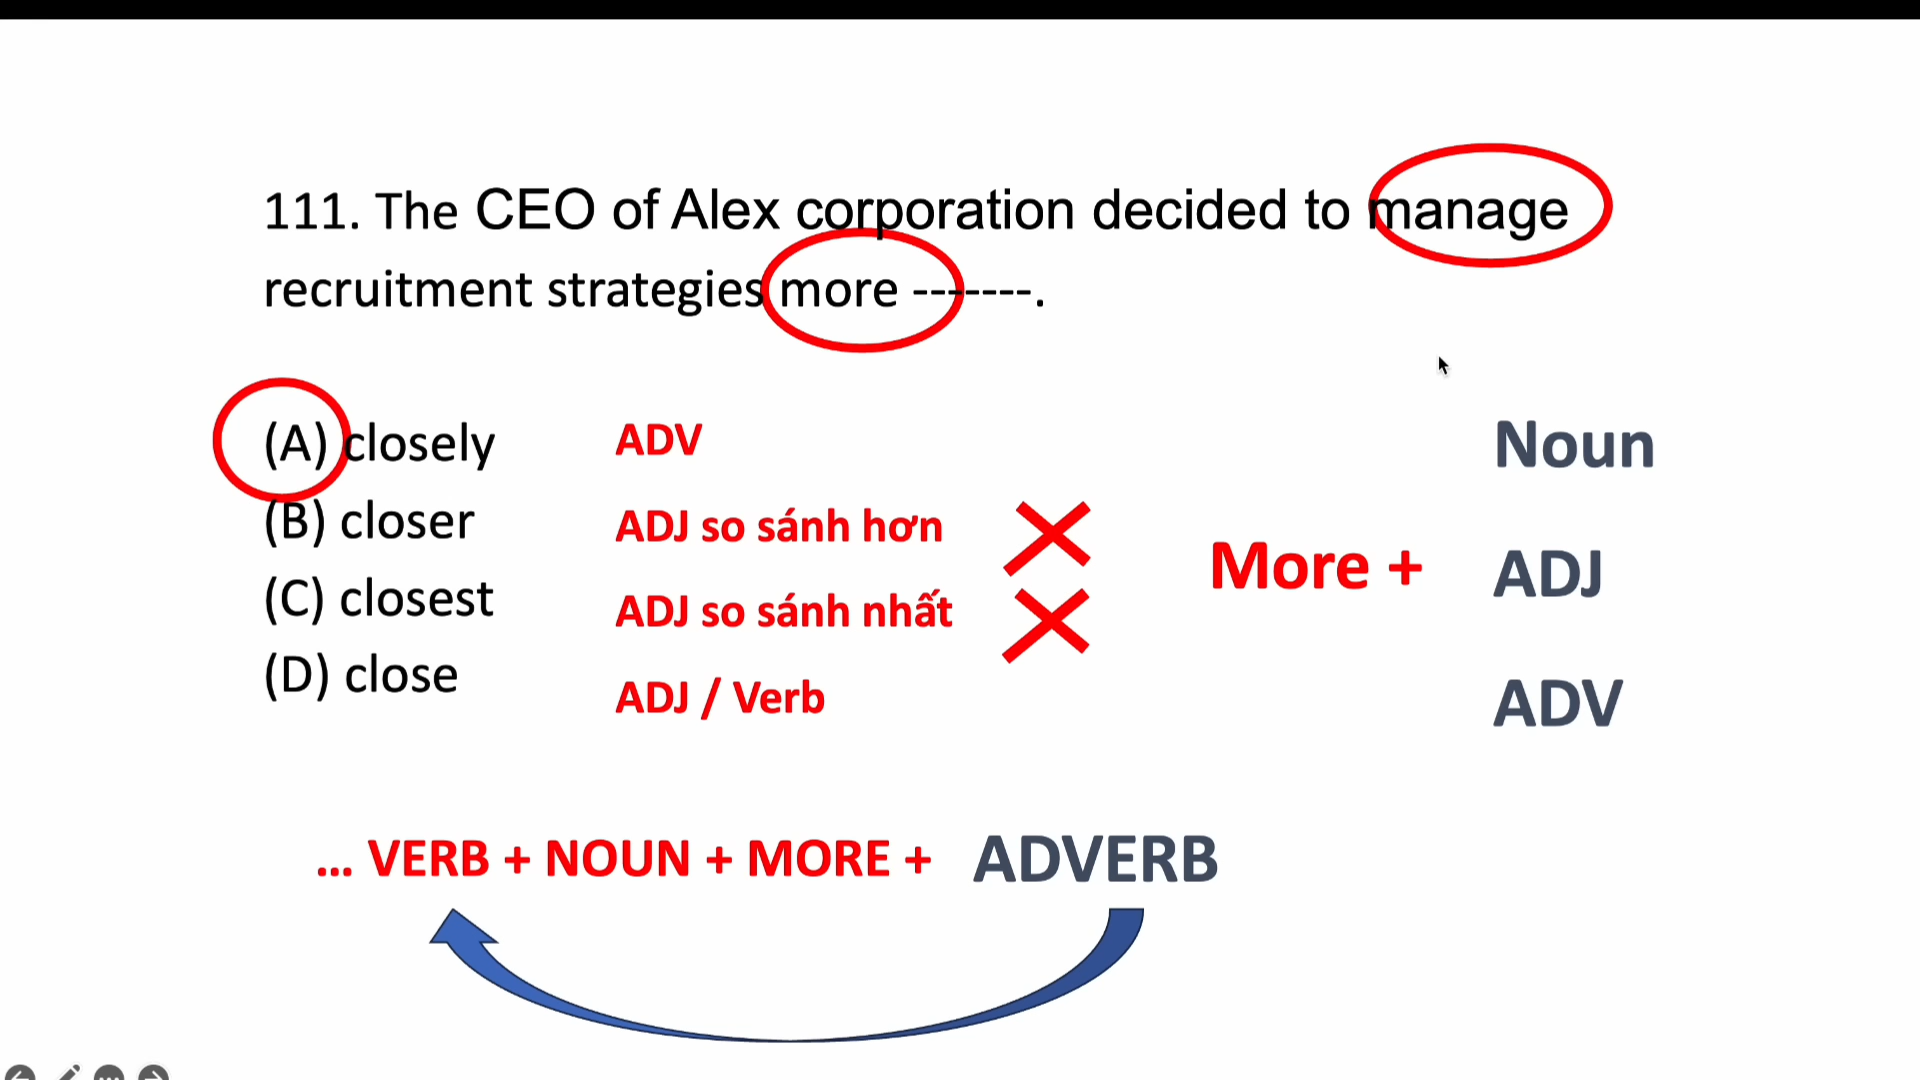 111. The CEO of Alex corporation decided to manage
recruitment strategies more -------.
(A) closely
ADV
(B) closer
ADJ so sánh hơn
(C) closest
ADJ so sánh nhất
(D) close
ADJ / Verb
More +
Noun
ADJ
ADV
... VERB + NOUN + MORE + ADVERB